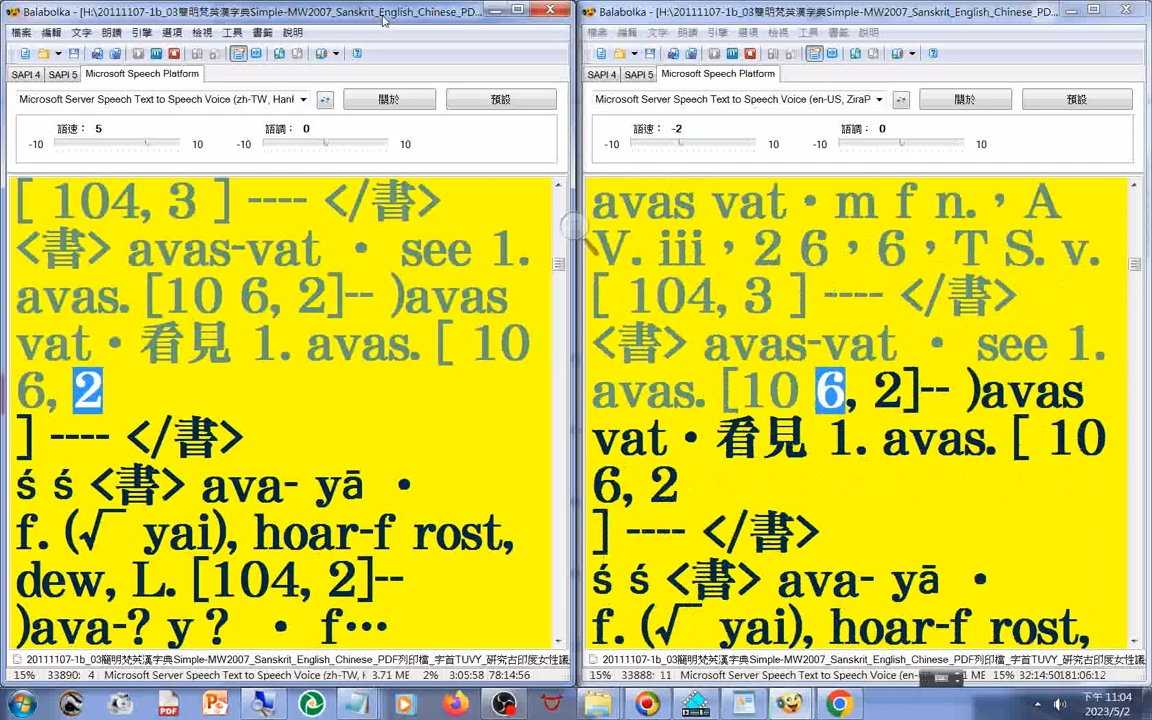 Balabolka - [H:\20111107-1b_03簡明梵英漢字典Simple-MW2007_Sanskrit_English_Chinese_PD...
檔案 編輯 文字 朗讀 引擎 選項 檢視 工具 書籤 說明
SAPI 4 SAPI 5 Microsoft Speech Platform
Microsoft Server Speech Text to Speech Voice (zh-TW, Hanl
關於 預設
語速： 5 語調： 0
-10 10 -10 10
[ 104, 3 ] ---- </書>
<書> avas-vat • see 1.
avas. [10 6, 2]-- )avas
vat • 看見 1. avas. [ 10
6, 2
] ---- </書>
ś ś <書> ava- yā •
f. (√ yai), hoar-f rost,
dew, L. [104, 2]--
)ava-? y ? • f…
20111107-1b_03簡明梵英漢字典Simple-MW2007_Sanskrit_English_Chinese_PDF列印檔_字首TUVY_研究古印度女性議
15% 33890: 4 Microsoft Server Speech Text to Speech Voice (zh-TW, H 3.71 ME 2% 3:05:58 78:14:56
Balabolka - [H:\20111107-1b_03簡明梵英漢字典Simple-MW2007_Sanskrit_English_Chinese_PD...
檔案 編輯 文字 朗讀 引擎 選項 檢視 工具 書籤 說明
SAPI 4 SAPI 5 Microsoft Speech Platform
Microsoft Server Speech Text to Speech Voice (en-US, ZiraP
關於 預設
語速： -2 語調： 0
-10 10 -10 10
avas vat • m f n.，A
V. iii，2 6，6，T S. v.
[ 104, 3 ] ---- </書>
<書> avas-vat • see 1.
avas. [10 6, 2]-- )avas
vat • 看見 1. avas. [ 10
6, 2
] ---- </書>
ś ś <書> ava- yā •
f. (√ yai), hoar-f rost,
20111107-1b_03簡明梵英漢字典Simple-MW2007_Sanskrit_English_Chinese_PDF列印檔_字首TUVY_研究古印度女性議
15% 33888: 11 Microsoft Server Speech Text to Speech Voice
下午 11:04
2023/5/2